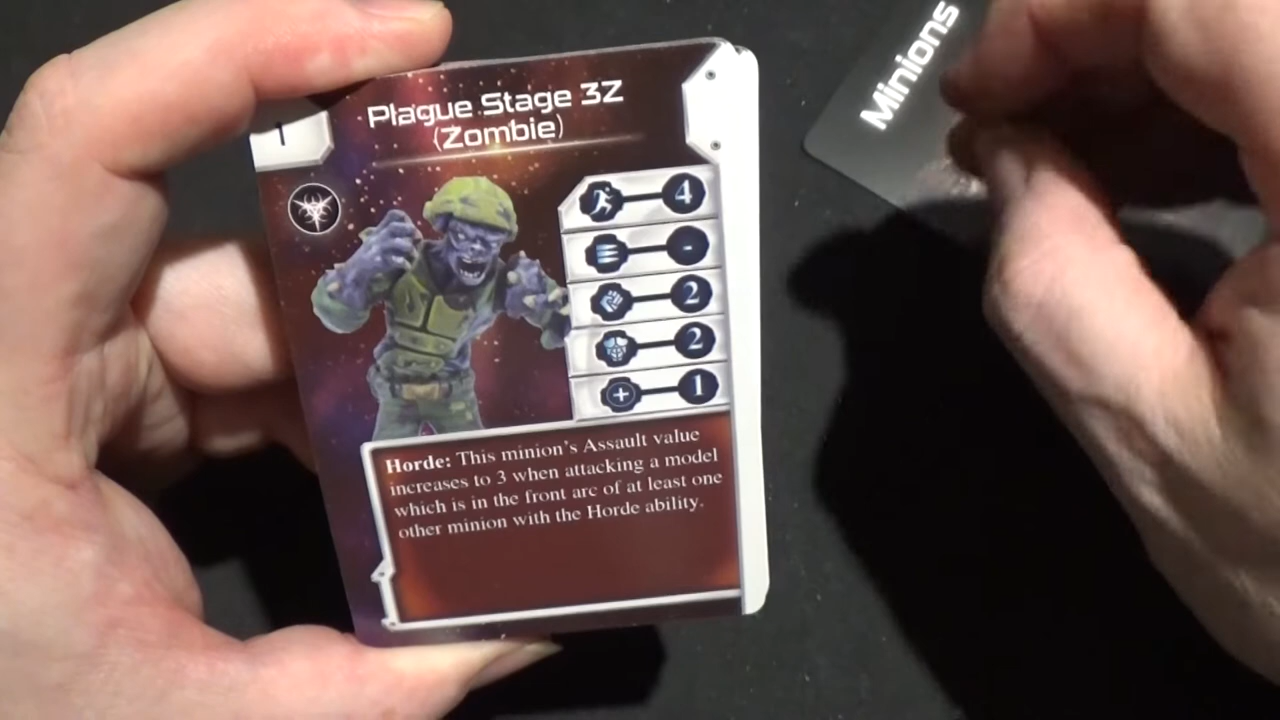 Minions
1
Plague Stage 3Z
(Zombie)
4
-
2
2
+ 1
Horde: This minion's Assault value
increases to 3 when attacking a model
which is in the front arc of at least one
other minion with the Horde ability.